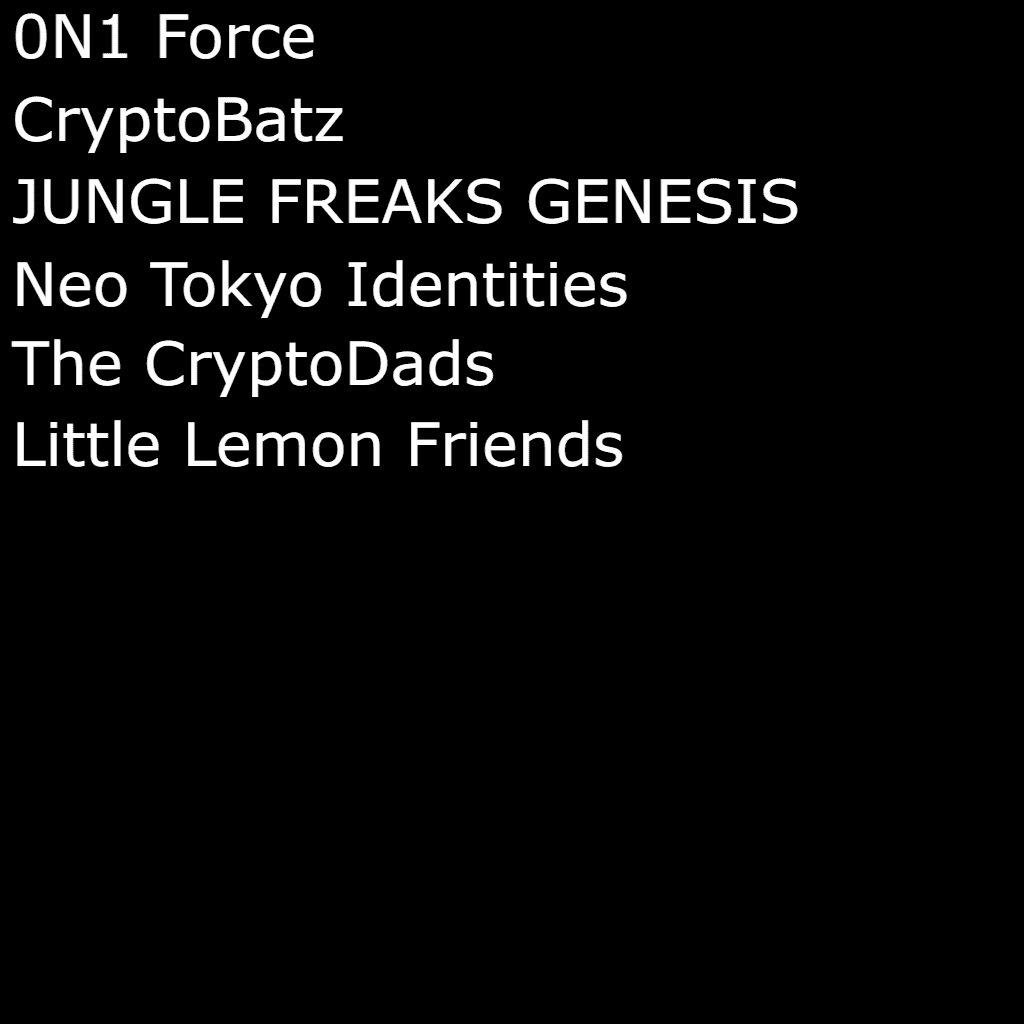 0N1 Force
CryptoBatz
JUNGLE FREAKS GENESIS
Neo Tokyo Identities
The CryptoDads
Little Lemon Friends